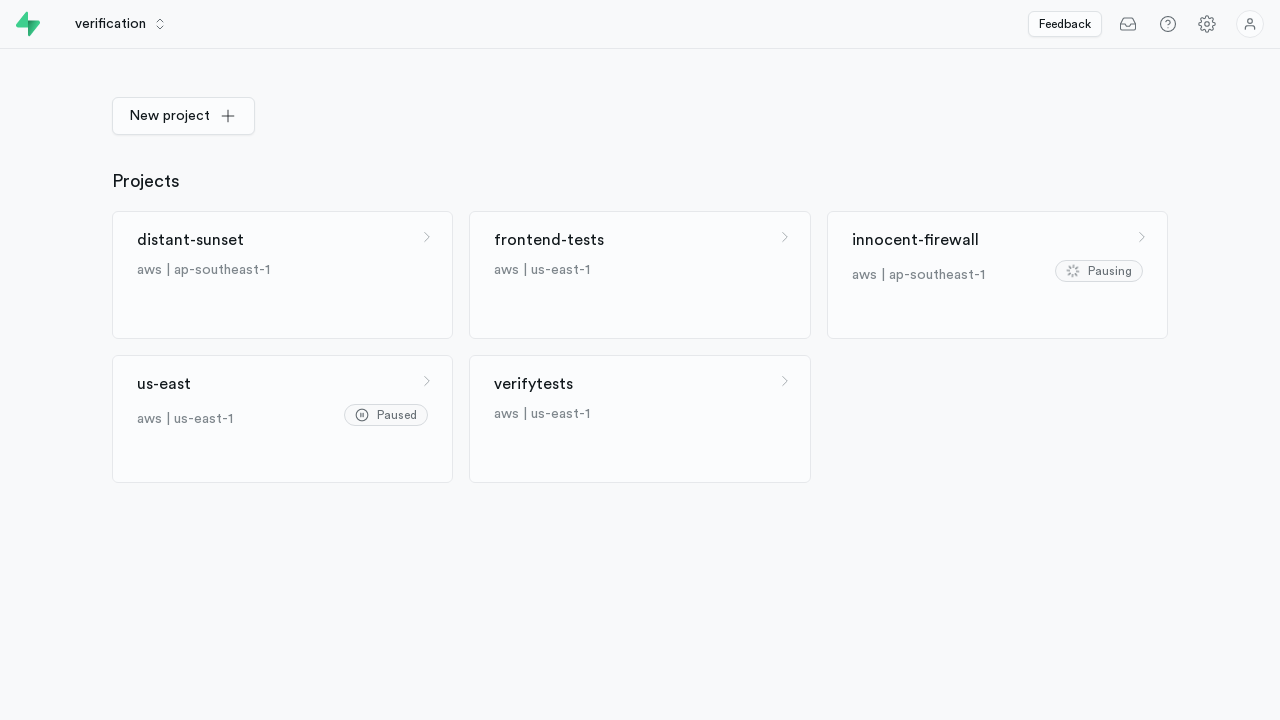 verification
Feedback
New project
Projects
distant-sunset
aws | ap-southeast-1
frontend-tests
aws | us-east-1
innocent-firewall
aws | ap-southeast-1
Pausing
us-east
aws | us-east-1
Paused
verifytests
aws | us-east-1